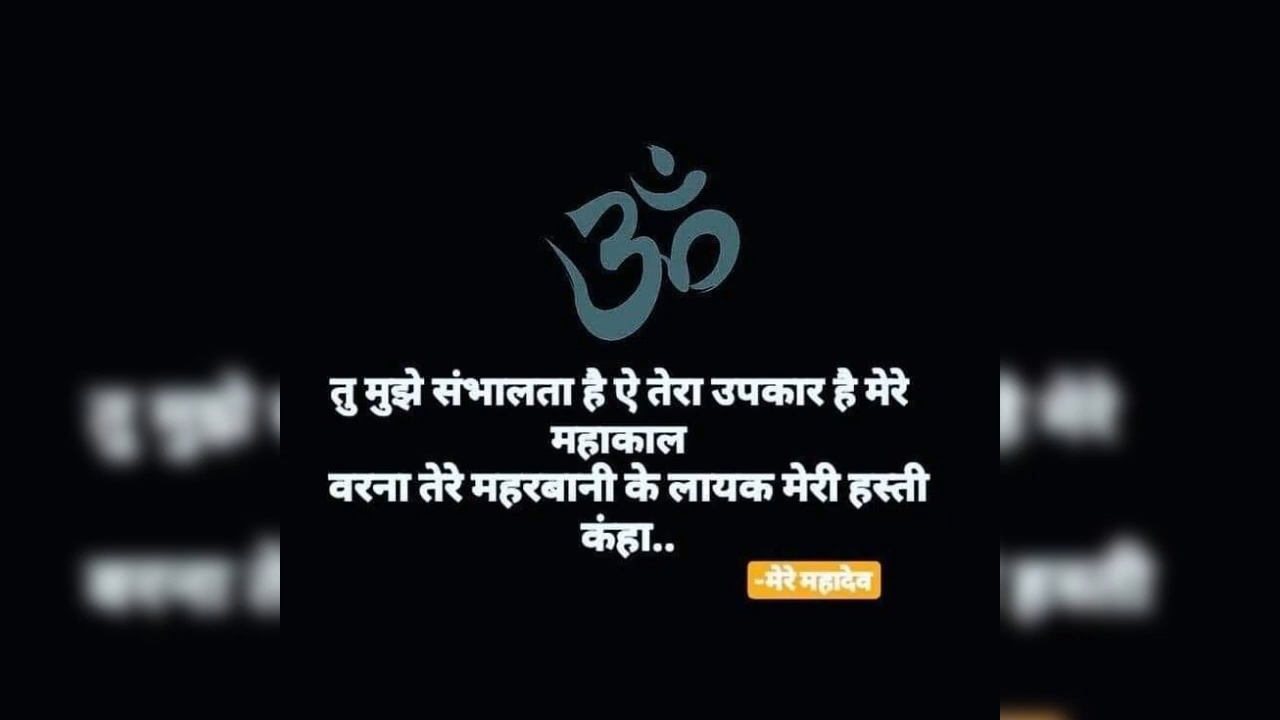 ॐ
तु मुझे संभालता है ऐ तेरा उपकार है मेरे
महाकाल
वरना तेरे महरबानी के लायक मेरी हस्ती
कंहा..
-मेरे महादेव